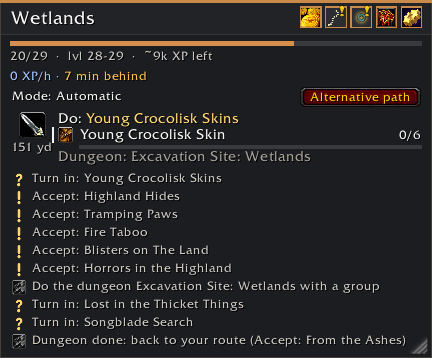 Wetlands
20/29 · lvl 28-29 · ~9k XP left
0 XP/h · 7 min behind
Mode: Automatic
Alternative path
Do: Young Crocolisk Skins
Young Crocolisk Skin 0/6
151 yd
Dungeon: Excavation Site: Wetlands
? Turn in: Young Crocolisk Skins
! Accept: Highland Hides
! Accept: Tramping Paws
! Accept: Fire Taboo
! Accept: Blisters on The Land
! Accept: Horrors in the Highland
Do the dungeon Excavation Site: Wetlands with a group
? Turn in: Lost in the Thicket Things
? Turn in: Songblade Search
Dungeon done: back to your route (Accept: From the Ashes)